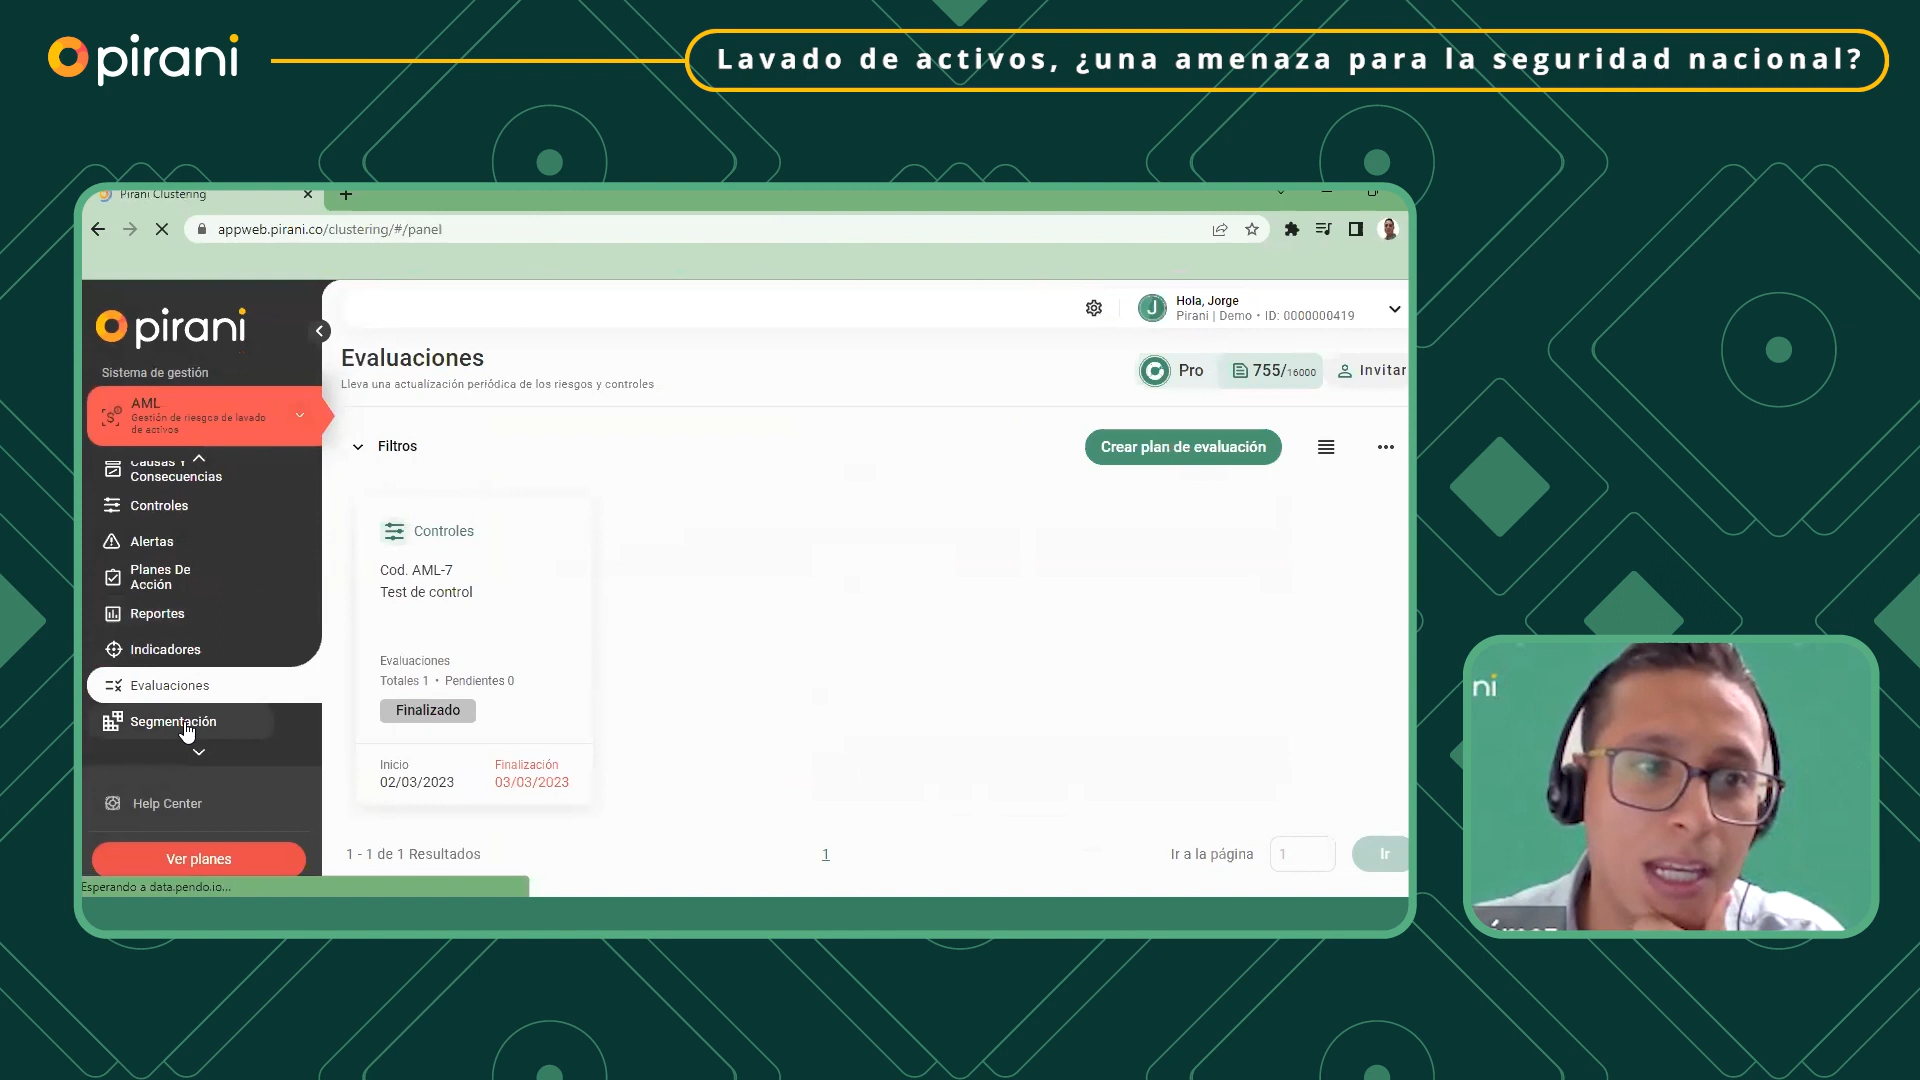 pirani
Lavado de activos, ¿una amenaza para la seguridad nacional?
Pirani Clustering
appweb.pirani.co/clustering/#/panel
pirani
Sistema de gestión
AML
Gestión de riesgos de lavado
de activos
Causas Y
Consecuencias
Controles
Alertas
Planes De
Acción
Reportes
Indicadores
Evaluaciones
Segmentación
Help Center
Ver planes
Esperando a data.pendo.io...
J
Hola, Jorge
Pirani | Demo • ID: 0000000419
Evaluaciones
Lleva una actualización periódica de los riesgos y controles
Pro
755/16000
Invitar
Filtros
Crear plan de evaluación
Controles
Cod. AML-7
Test de control
Evaluaciones
Totales 1 • Pendientes 0
Finalizado
Inicio
02/03/2023
Finalización
03/03/2023
1 - 1 de 1 Resultados
1
Ir a la página
1
Ir
ni